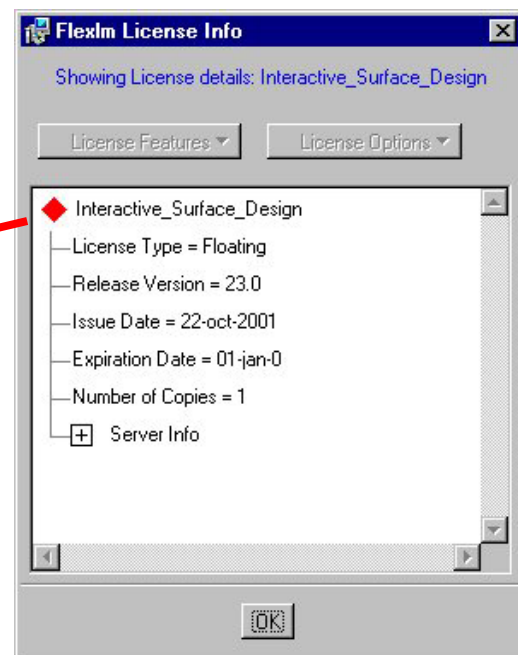 Flexlm License Info
Showing License details: Interactive_Surface_Design
License Features License Options
Interactive_Surface_Design
License Type = Floating
Release Version = 23.0
Issue Date = 22-oct-2001
Expiration Date = 01-jan-0
Number of Copies = 1
Server Info
OK